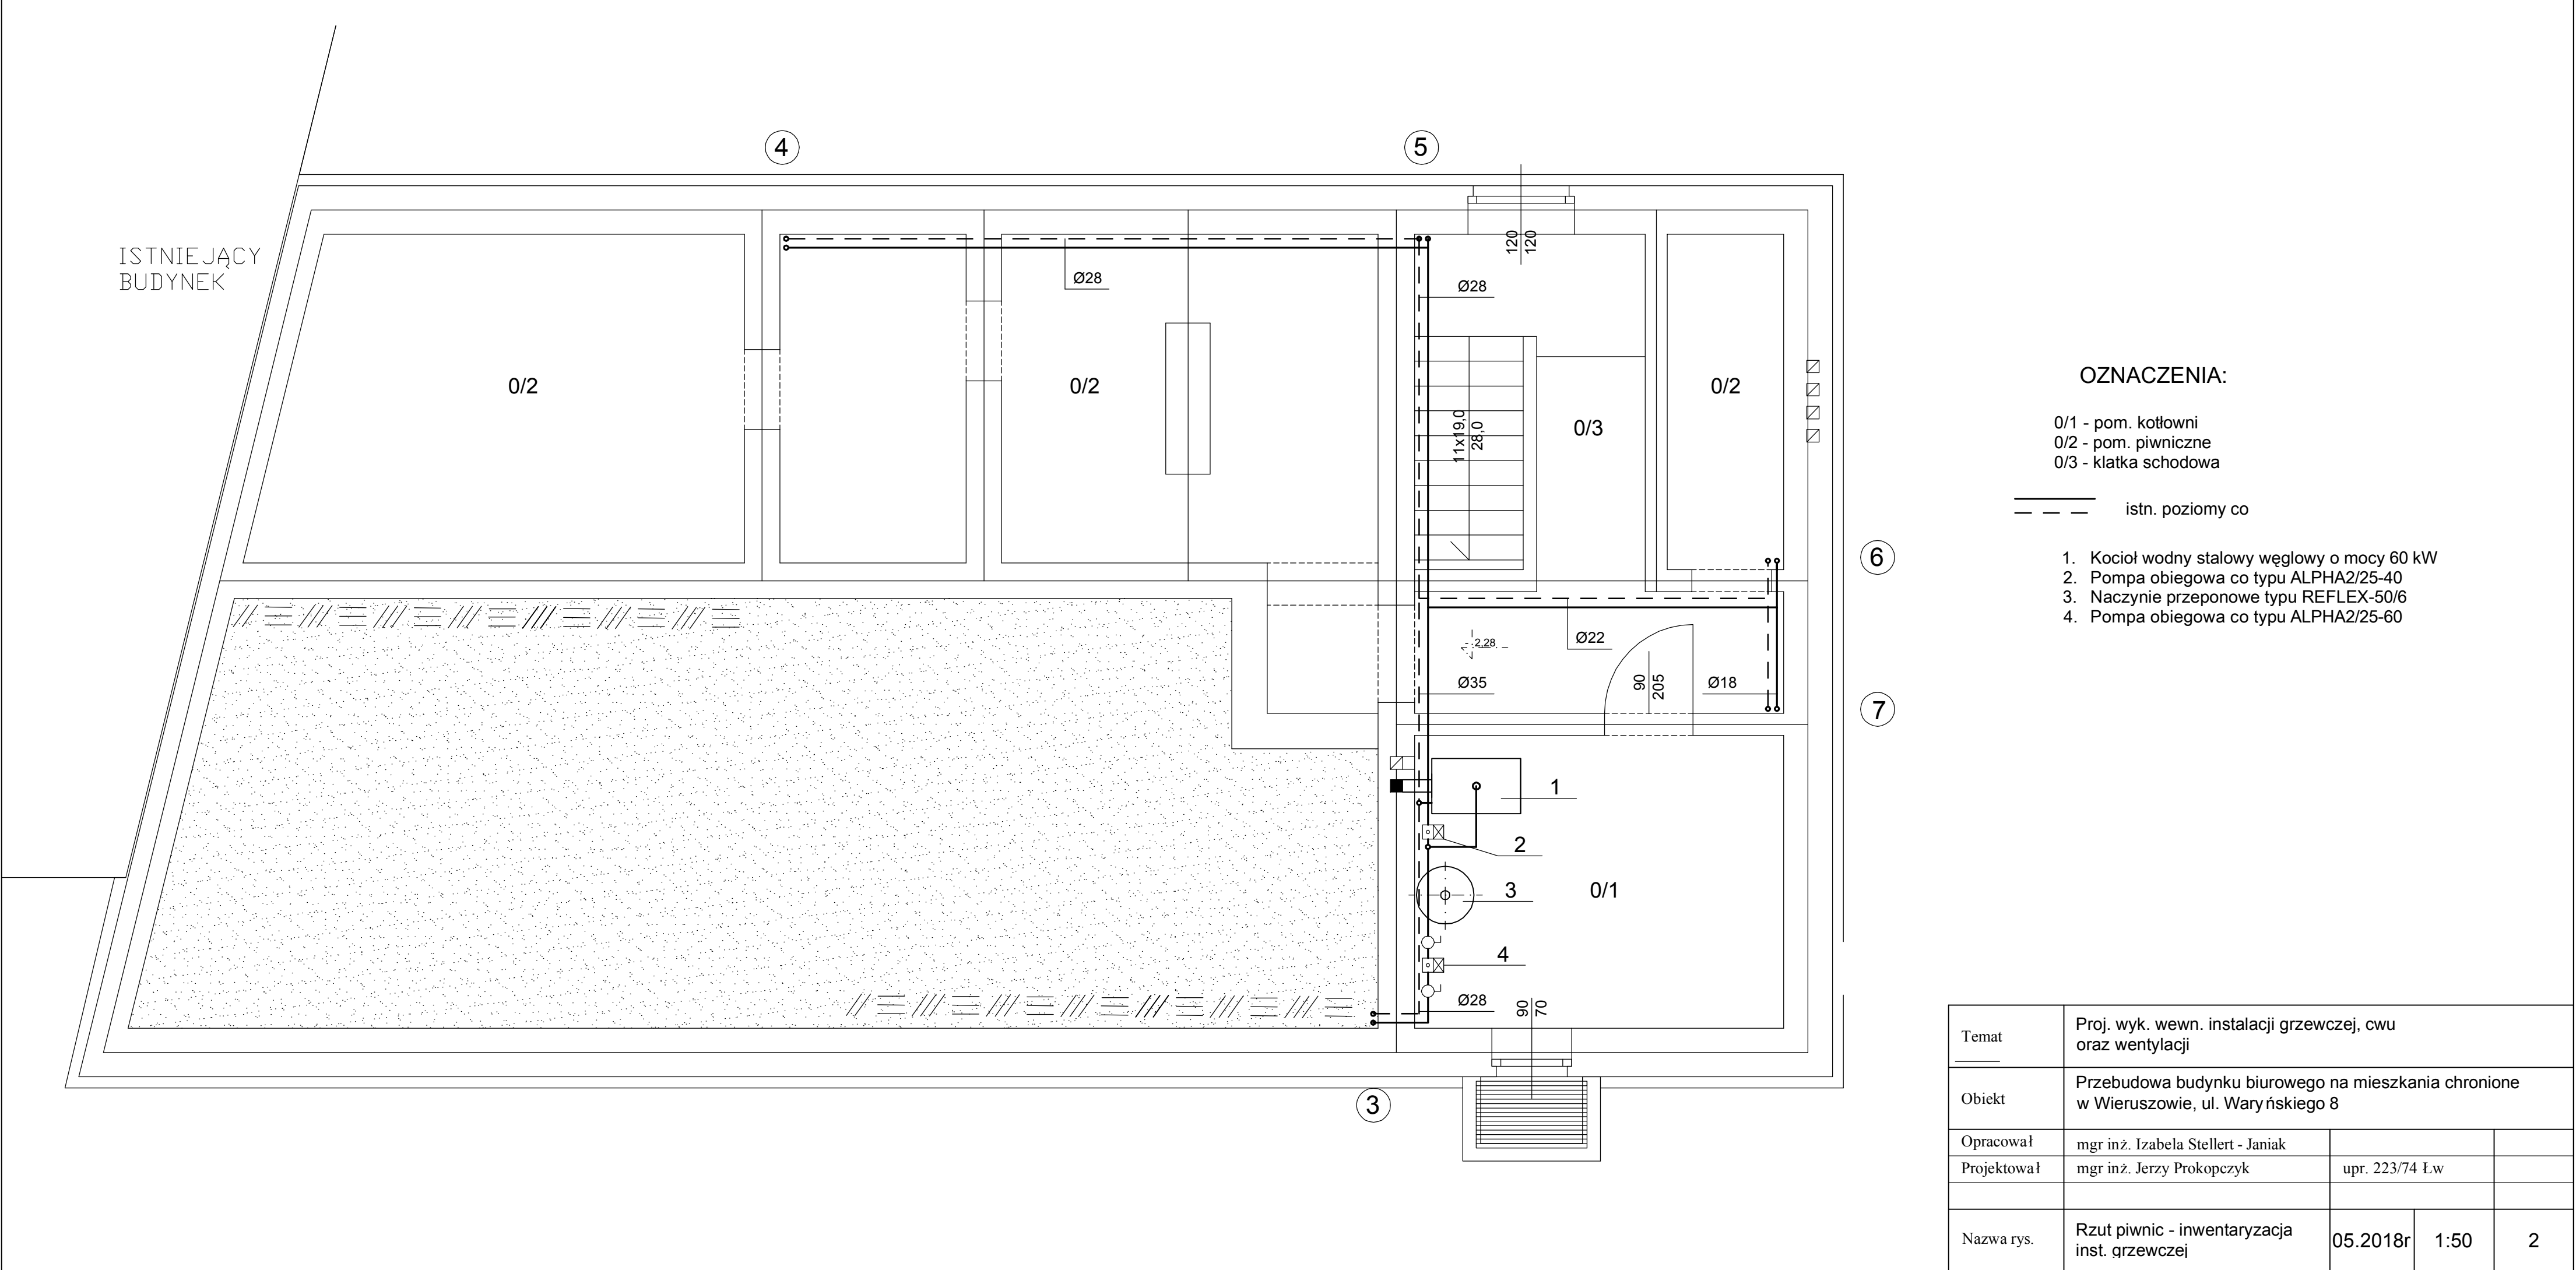 4
5
ISTNIEJĄCY
BUDYNEK
120
120
Ø28
Ø28
0/2
0/2
0/2
11x19,0
28,0
0/3
OZNACZENIA:
0/1 - pom. kotłowni
0/2 - pom. piwniczne
0/3 - klatka schodowa
istn. poziomy co
1. Kocioł wodny stalowy węglowy o mocy 60 kW
2. Pompa obiegowa co typu ALPHA2/25-40
3. Naczynie przeponowe typu REFLEX-50/6
4. Pompa obiegowa co typu ALPHA2/25-60
6
Ø22
2,28
Ø35
90
205
Ø18
7
1
2
3
0/1
4
Ø28
90
70
3
Temat
Proj. wyk. wewn. instalacji grzewczej, cwu
oraz wentylacji
Obiekt
Przebudowa budynku biurowego na mieszkania chronione
w Wieruszowie, ul. Waryńskiego 8
Opracował
mgr inż. Izabela Stellert - Janiak
Projektował
mgr inż. Jerzy Prokopczyk
upr. 223/74 Łw
Nazwa rys.
Rzut piwnic - inwentaryzacja
inst. grzewczej
05.2018r
1:50
2